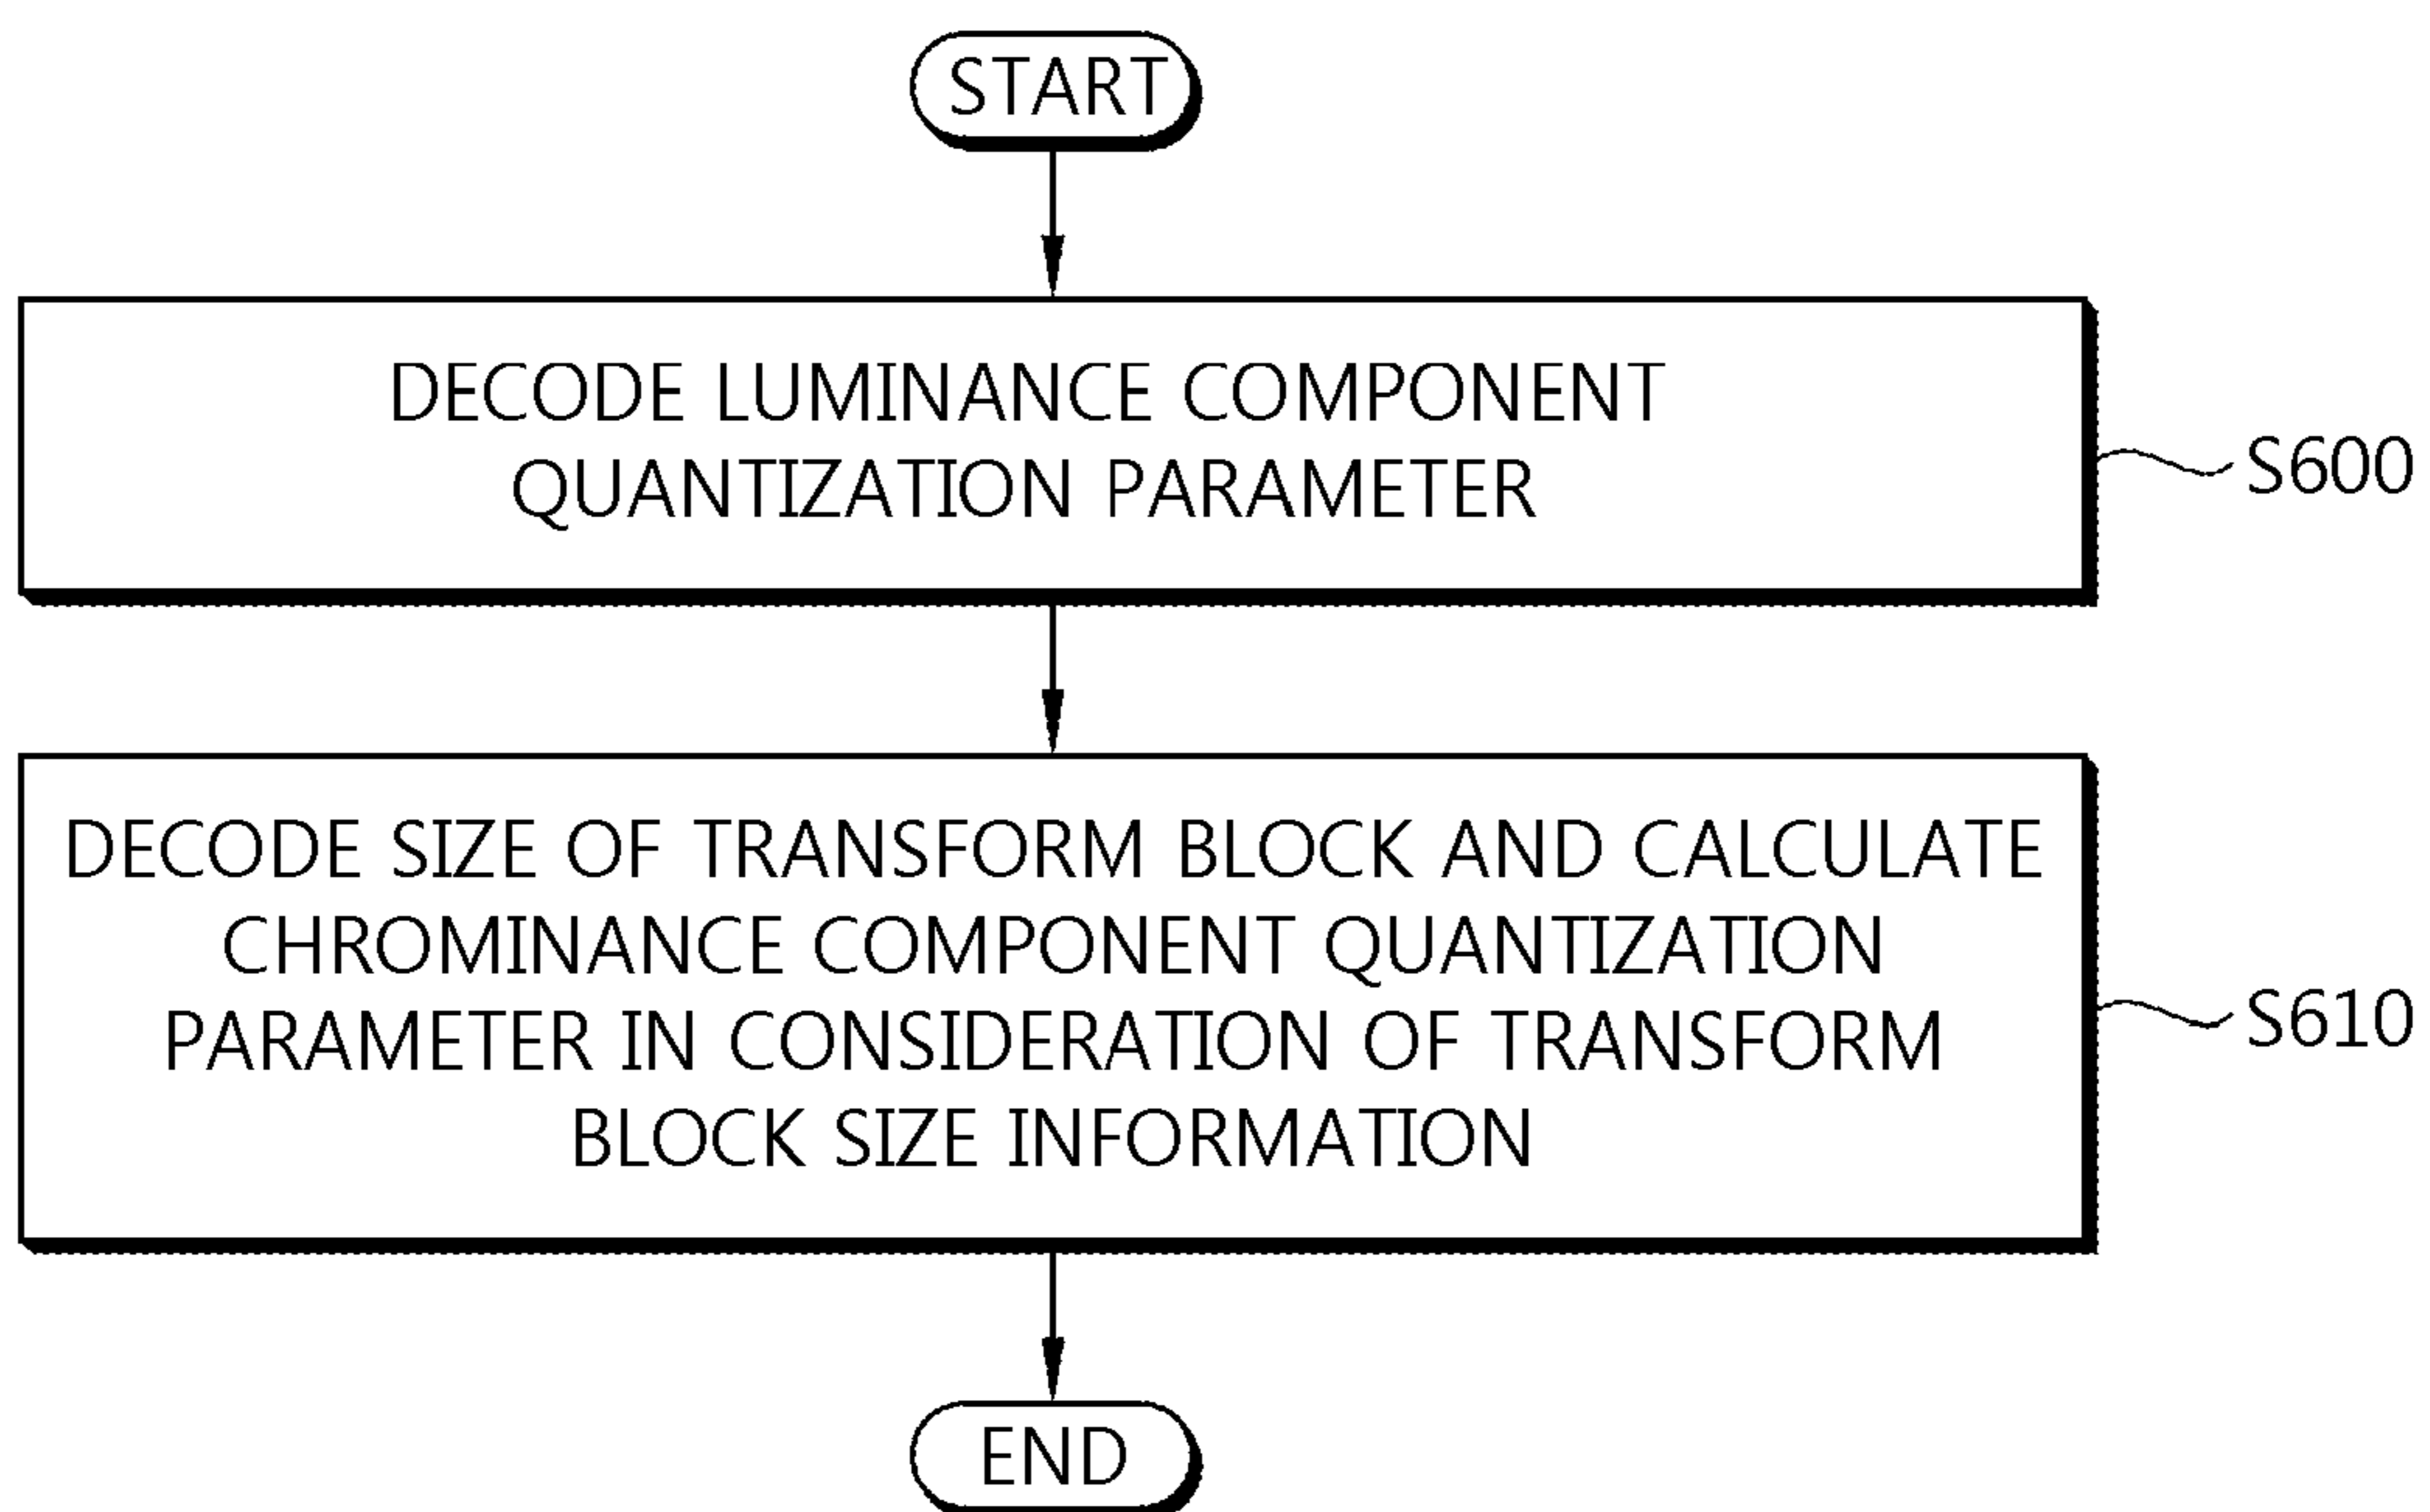 START
DECODE LUMINANCE COMPONENT
QUANTIZATION PARAMETER
S600
DECODE SIZE OF TRANSFORM BLOCK AND CALCULATE
CHROMINANCE COMPONENT QUANTIZATION
PARAMETER IN CONSIDERATION OF TRANSFORM
BLOCK SIZE INFORMATION
S610
END